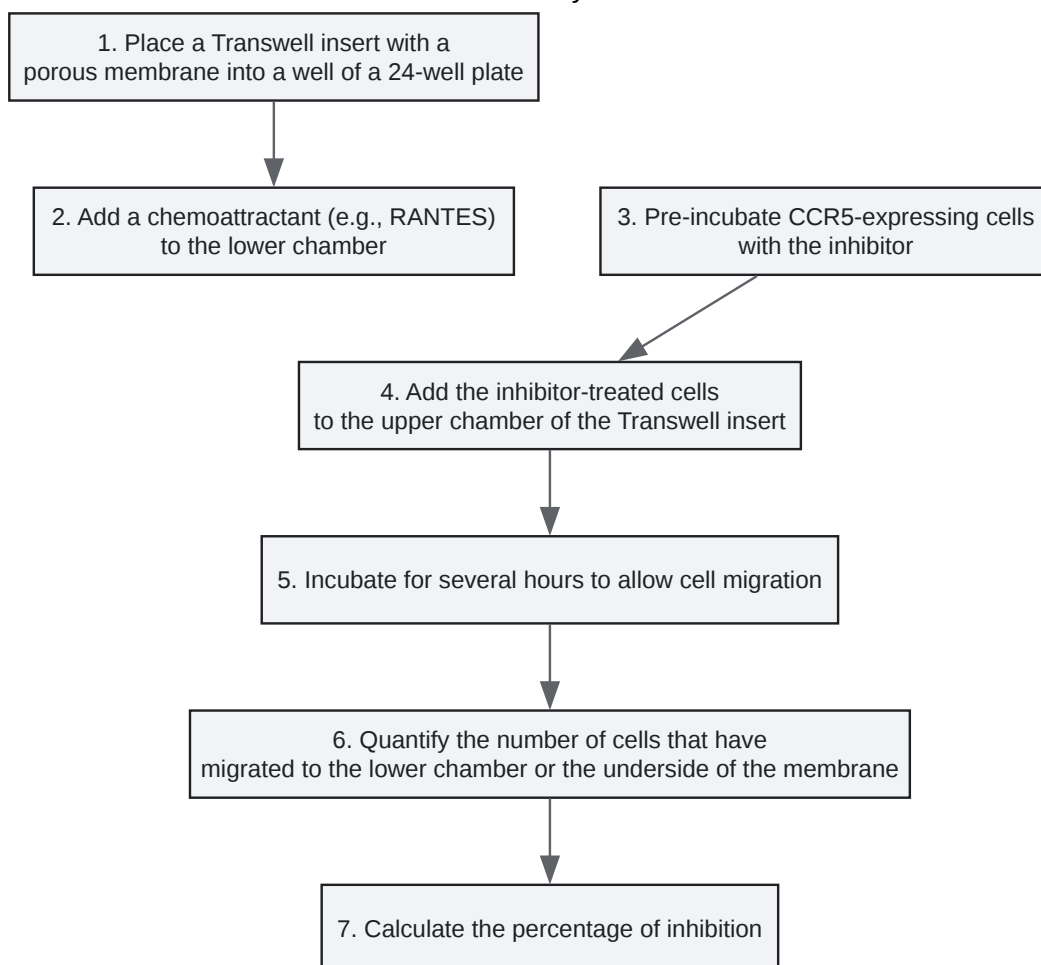 1. Place a Transwell insert with a
porous membrane into a well of a 24-well plate
2. Add a chemoattractant (e.g., RANTES)
to the lower chamber
3. Pre-incubate CCR5-expressing cells
with the inhibitor
4. Add the inhibitor-treated cells
to the upper chamber of the Transwell insert
5. Incubate for several hours to allow cell migration
6. Quantify the number of cells that have
migrated to the lower chamber or the underside of the membrane
7. Calculate the percentage of inhibition